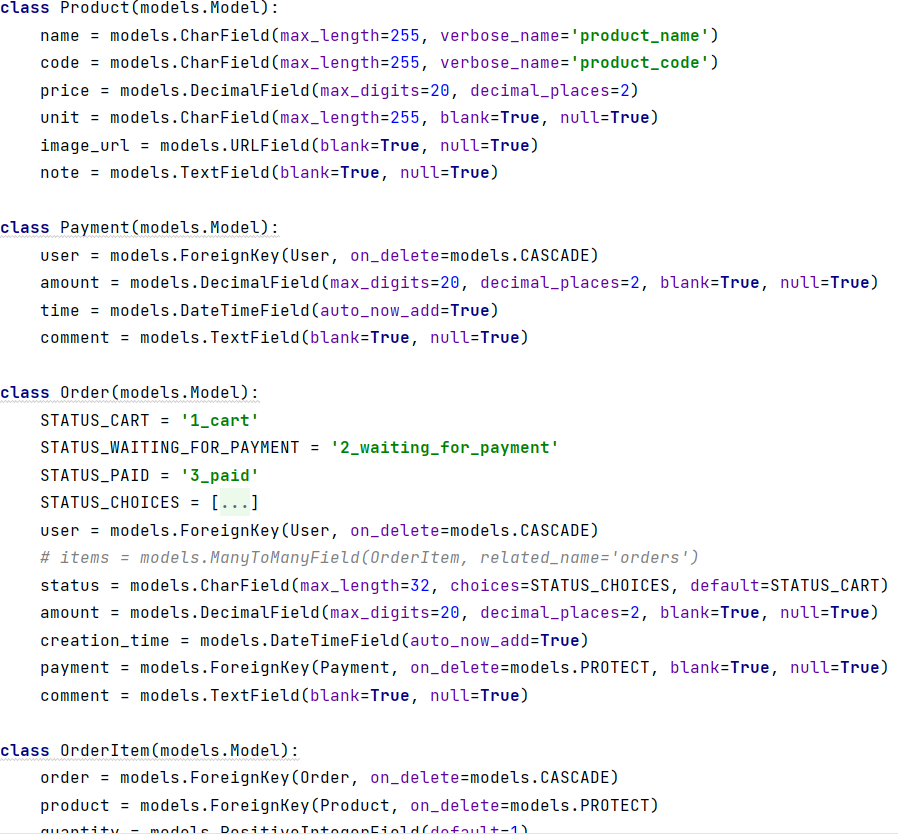 class Product(models.Model):
    name = models.CharField(max_length=255, verbose_name='product_name')
    code = models.CharField(max_length=255, verbose_name='product_code')
    price = models.DecimalField(max_digits=20, decimal_places=2)
    unit = models.CharField(max_length=255, blank=True, null=True)
    image_url = models.URLField(blank=True, null=True)
    note = models.TextField(blank=True, null=True)

class Payment(models.Model):
    user = models.ForeignKey(User, on_delete=models.CASCADE)
    amount = models.DecimalField(max_digits=20, decimal_places=2, blank=True, null=True)
    time = models.DateTimeField(auto_now_add=True)
    comment = models.TextField(blank=True, null=True)

class Order(models.Model):
    STATUS_CART = '1_cart'
    STATUS_WAITING_FOR_PAYMENT = '2_waiting_for_payment'
    STATUS_PAID = '3_paid'
    STATUS_CHOICES = [...]
    user = models.ForeignKey(User, on_delete=models.CASCADE)
    # items = models.ManyToManyField(OrderItem, related_name='orders')
    status = models.CharField(max_length=32, choices=STATUS_CHOICES, default=STATUS_CART)
    amount = models.DecimalField(max_digits=20, decimal_places=2, blank=True, null=True)
    creation_time = models.DateTimeField(auto_now_add=True)
    payment = models.ForeignKey(Payment, on_delete=models.PROTECT, blank=True, null=True)
    comment = models.TextField(blank=True, null=True)

class OrderItem(models.Model):
    order = models.ForeignKey(Order, on_delete=models.CASCADE)
    product = models.ForeignKey(Product, on_delete=models.PROTECT)
    quantity = models.PositiveIntegerField(default=1)